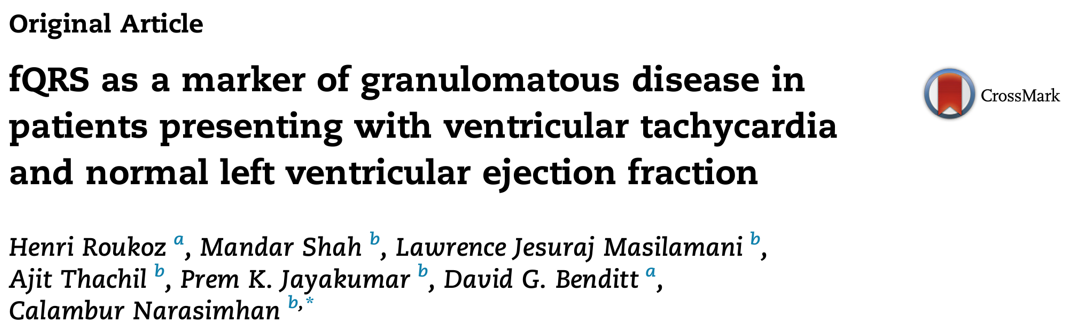 Original Article
fQRS as a marker of granulomatous disease in
patients presenting with ventricular tachycardia
and normal left ventricular ejection fraction
CrossMark
Henri Roukoz a, Mandar Shah b, Lawrence Jesuraj Masilamani b,
Ajit Thachil b, Prem K. Jayakumar b, David G. Benditt a,
Calambur Narasimhan b,*